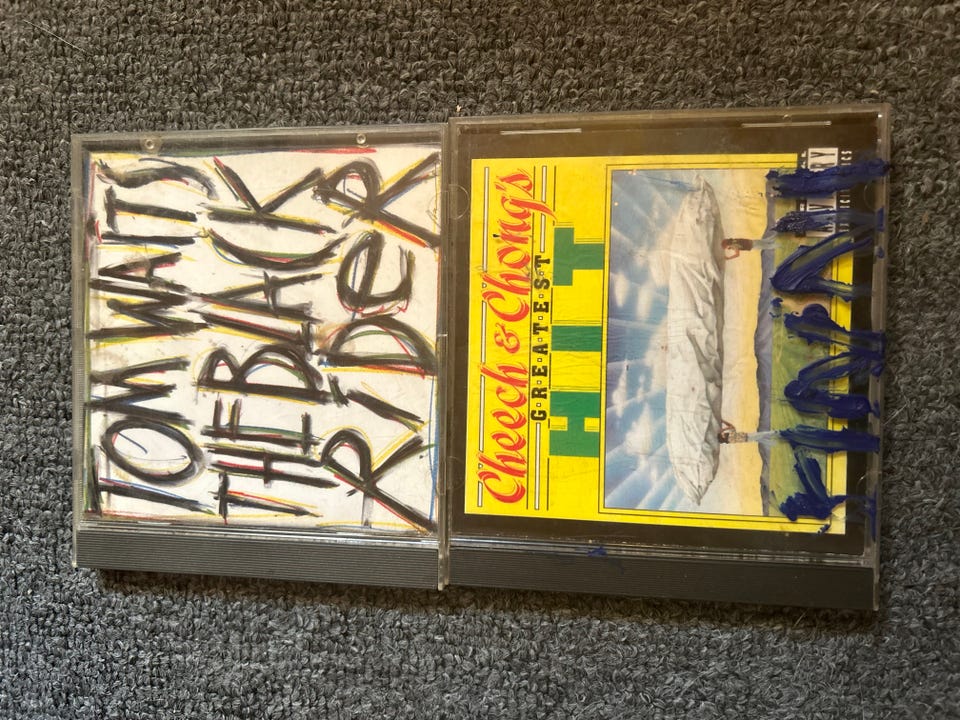 TOM WAITS
THE BLACK
RiDeR
Cheech & Chong's
GREATEST
HIT